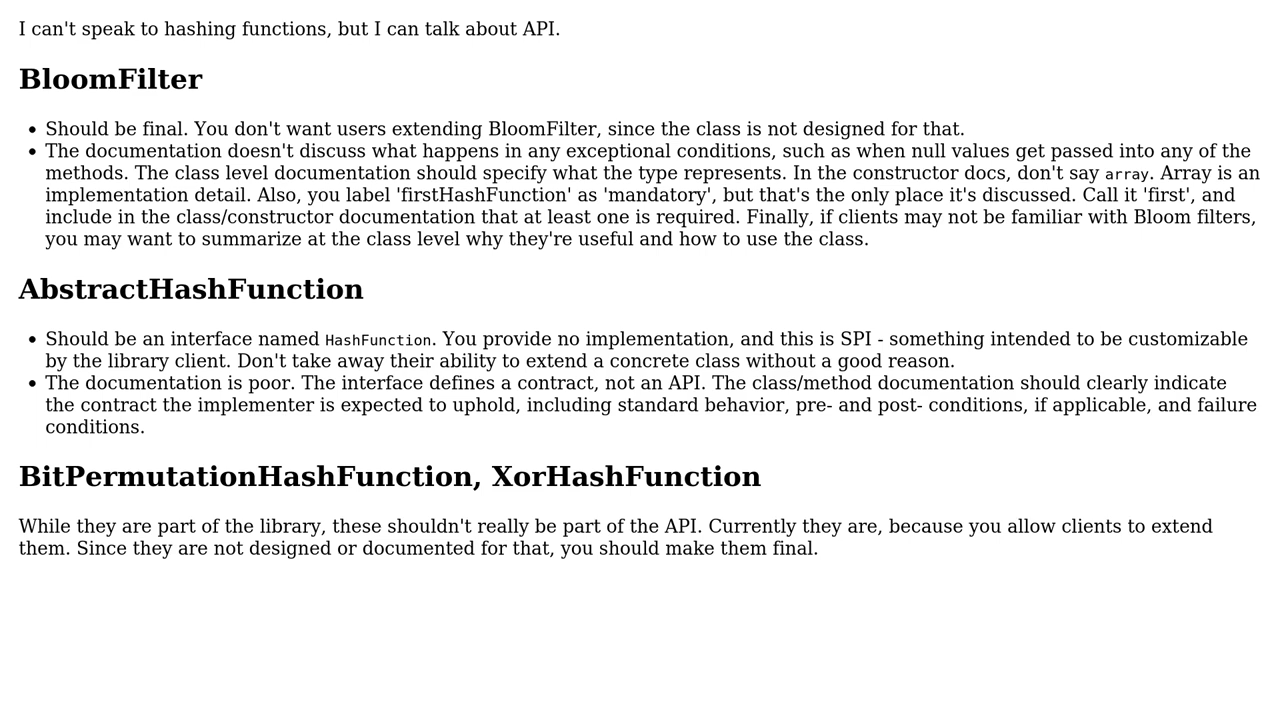 I can't speak to hashing functions, but I can talk about API.
BloomFilter
• Should be final. You don't want users extending BloomFilter, since the class is not designed for that.
• The documentation doesn't discuss what happens in any exceptional conditions, such as when null values get passed into any of the
methods. The class level documentation should specify what the type represents. In the constructor docs, don't say array. Array is an
implementation detail. Also, you label 'firstHashFunction' as 'mandatory', but that's the only place it's discussed. Call it 'first', and
include in the class/constructor documentation that at least one is required. Finally, if clients may not be familiar with Bloom filters,
you may want to summarize at the class level why they're useful and how to use the class.
AbstractHashFunction
• Should be an interface named HashFunction. You provide no implementation, and this is SPI - something intended to be customizable
by the library client. Don't take away their ability to extend a concrete class without a good reason.
• The documentation is poor. The interface defines a contract, not an API. The class/method documentation should clearly indicate
the contract the implementer is expected to uphold, including standard behavior, pre- and post- conditions, if applicable, and failure
conditions.
BitPermutationHashFunction, XorHashFunction
While they are part of the library, these shouldn't really be part of the API. Currently they are, because you allow clients to extend
them. Since they are not designed or documented for that, you should make them final.